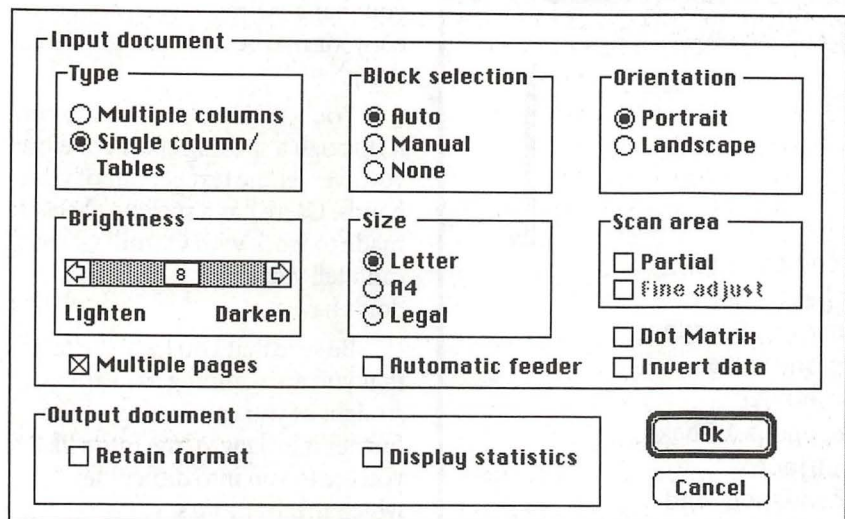 Input document
Type
Multiple columns
Single column/
Tables
Block selection
Auto
Manual
None
Orientation
Portrait
Landscape
Brightness
8
Lighten Darken
Size
Letter
A4
Legal
Scan area
Partial
Fine adjust
Dot Matrix
Invert data
Multiple pages
Automatic feeder
Output document
Retain format
Display statistics
Ok
Cancel